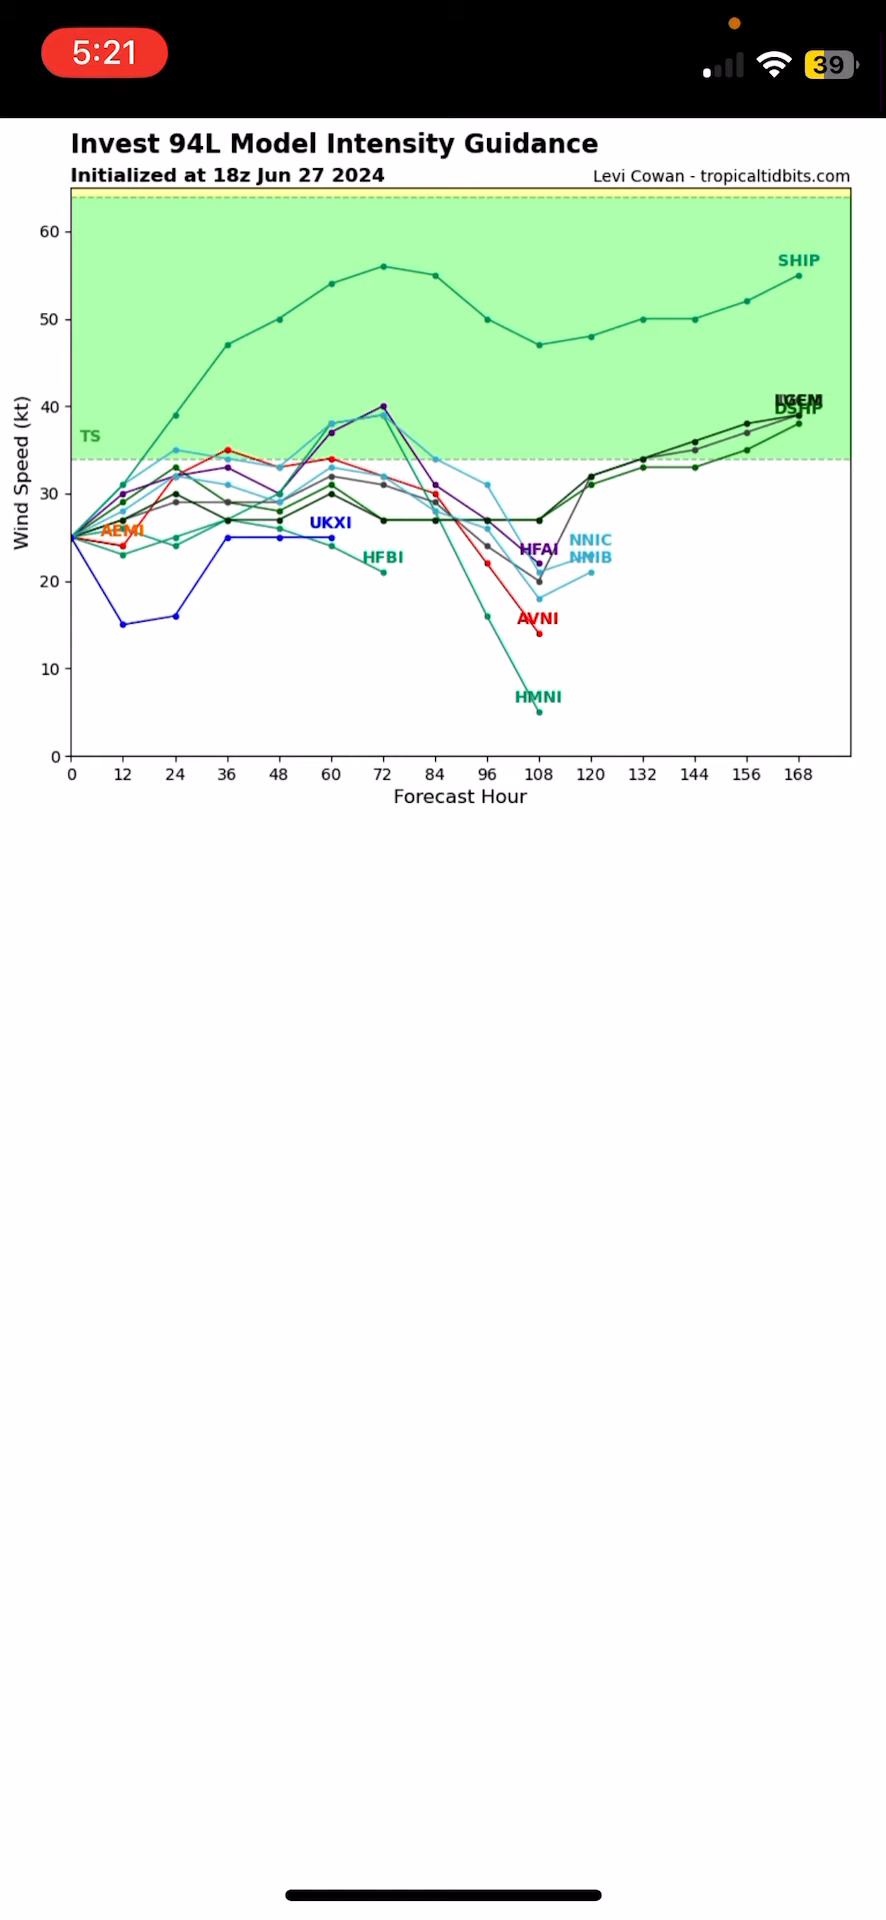 5:21
39
Invest 94L Model Intensity Guidance
Initialized at 18z Jun 27 2024
Levi Cowan - tropicaltidbits.com
60
50
40
30
20
10
0
Wind Speed (kt)
TS
SHIP
LGEM
DSHP
AEMI
UKXI
HFBI
HFAI
NNIC
NNIB
AVNI
HMNI
0 12 24 36 48 60 72 84 96 108 120 132 144 156 168
Forecast Hour